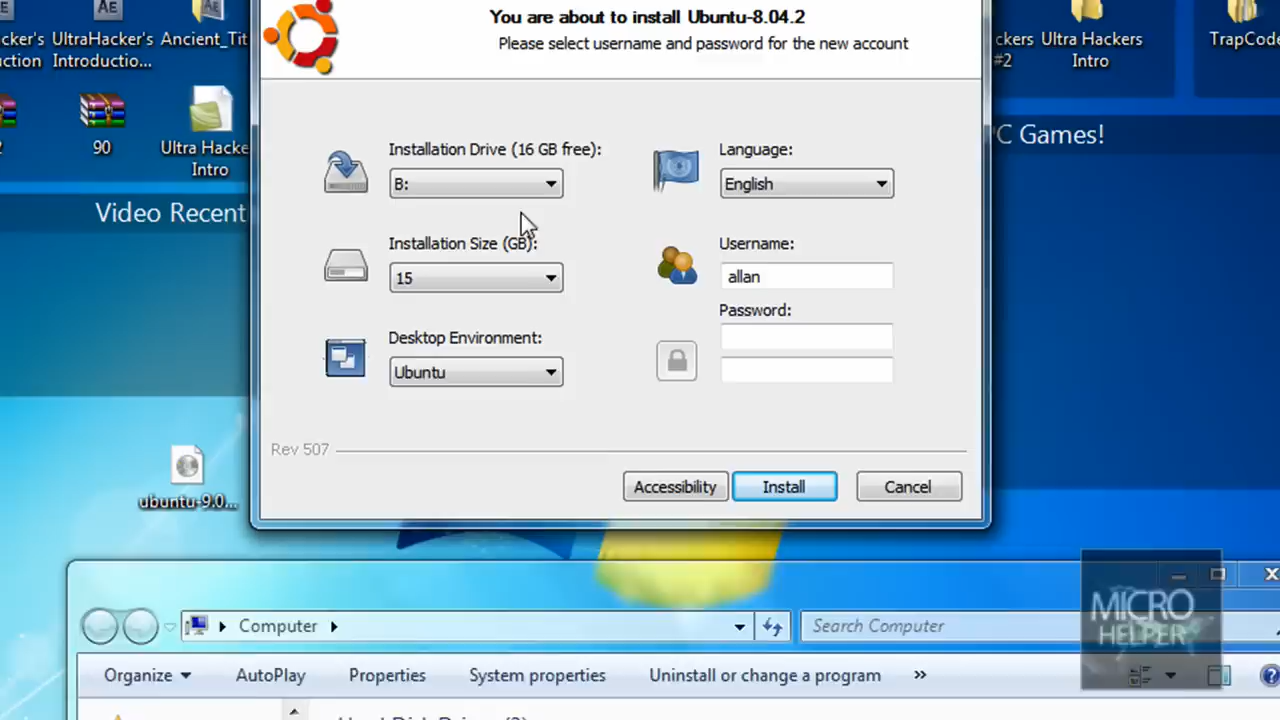 cker's
ction
UltraHacker's
Introductio...
Ancient_Tit
90
Ultra Hacke
Intro
Video Recent
ubuntu-9.0...
You are about to install Ubuntu-8.04.2
Please select username and password for the new account
Installation Drive (16 GB free):
B:
Language:
English
Installation Size (GB):
15
Username:
allan
Password:
Desktop Environment:
Ubuntu
Rev 507
Accessibility
Install
Cancel
ckers
#2
Ultra Hackers
Intro
TrapCode
PC Games!
Computer
Search Computer
Organize
AutoPlay
Properties
System properties
Uninstall or change a program
»
MICRO
HELPER